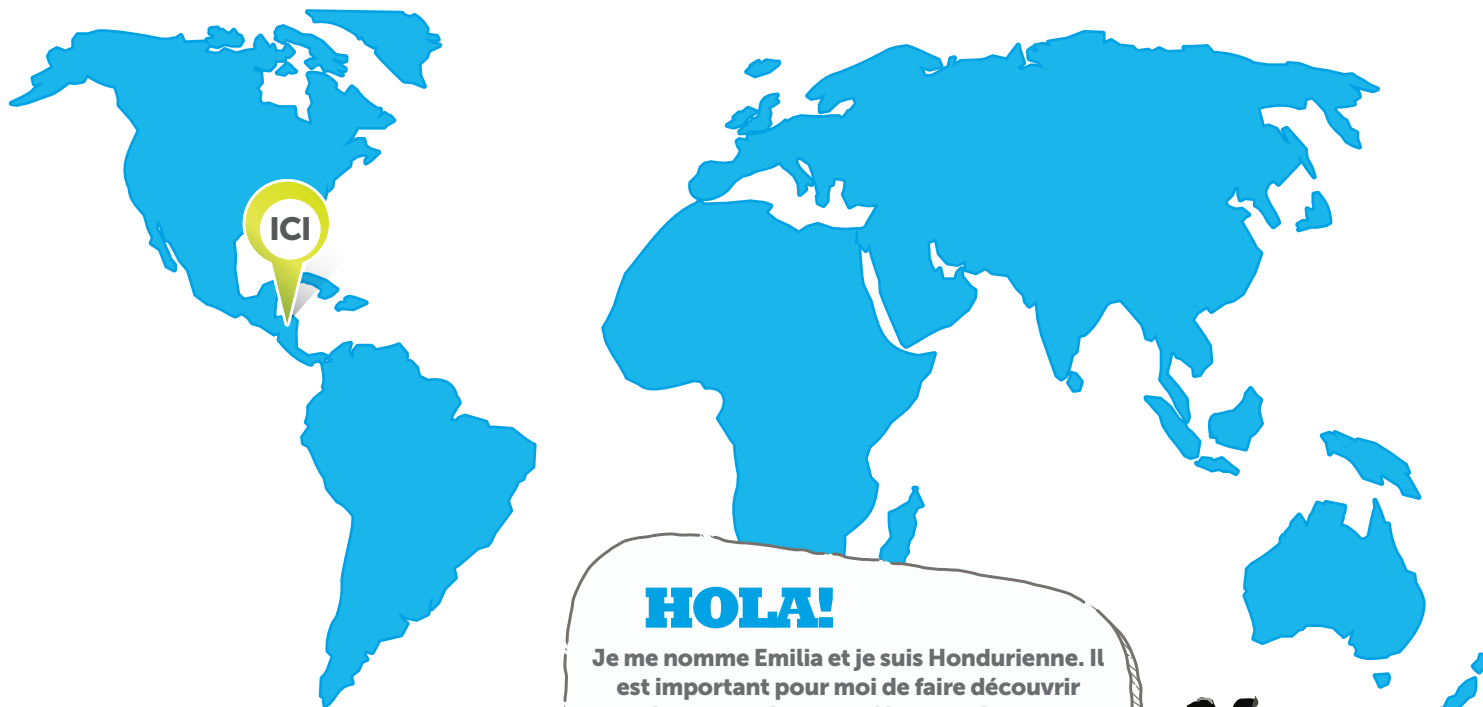 ICI
HOLA!
Je me nomme Emilia et je suis Hondurienne. Il
est important pour moi de faire découvrir